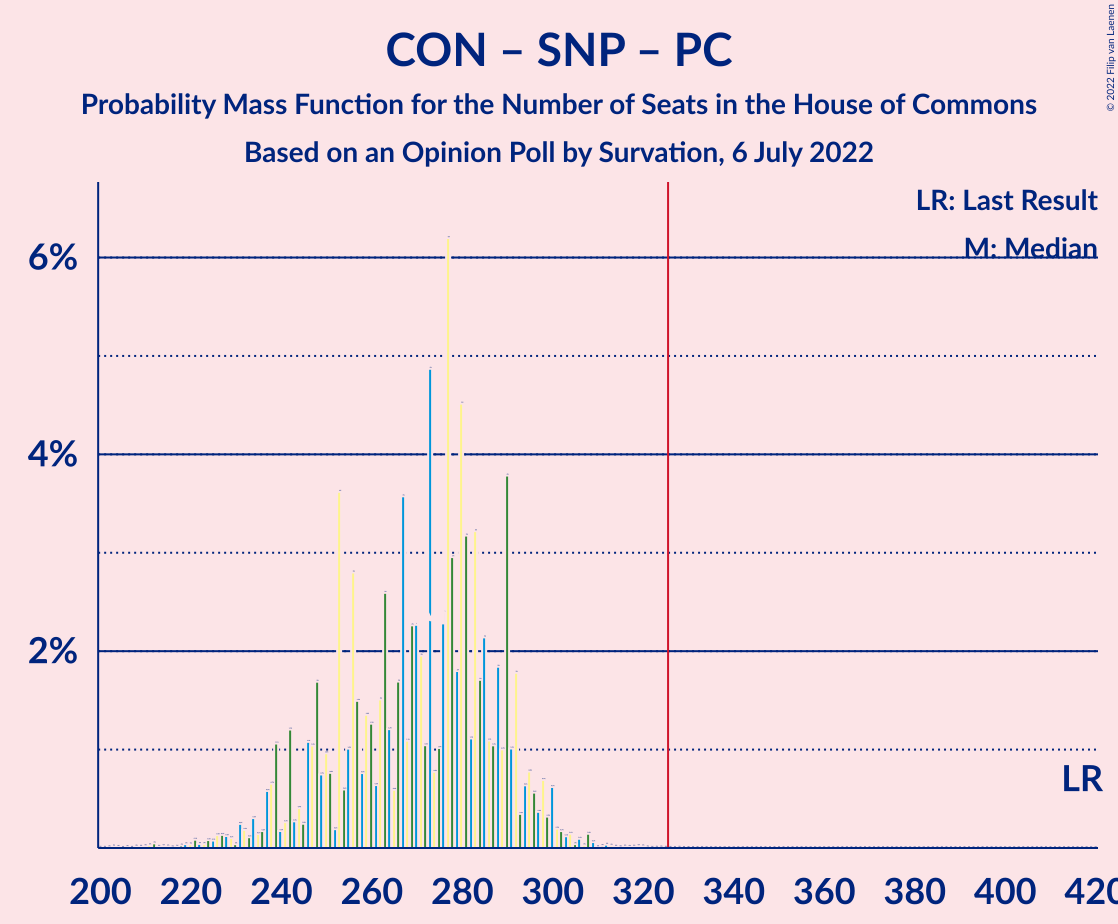 CON – SNP – PC
Probability Mass Function for the Number of Seats in the House of Commons
Based on an Opinion Poll by Survation, 6 July 2022
© 2022 Filip van Laenen
LR: Last Result
M: Median
6%
4%
2%
LR
200 220 240 260 280 300 320 340 360 380 400 420